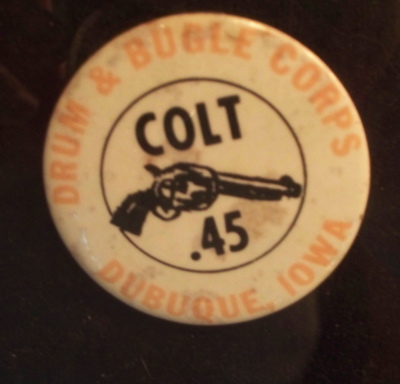 DRUM & BUGLE CORPS
COLT
.45
DUBUQUE, IOWA